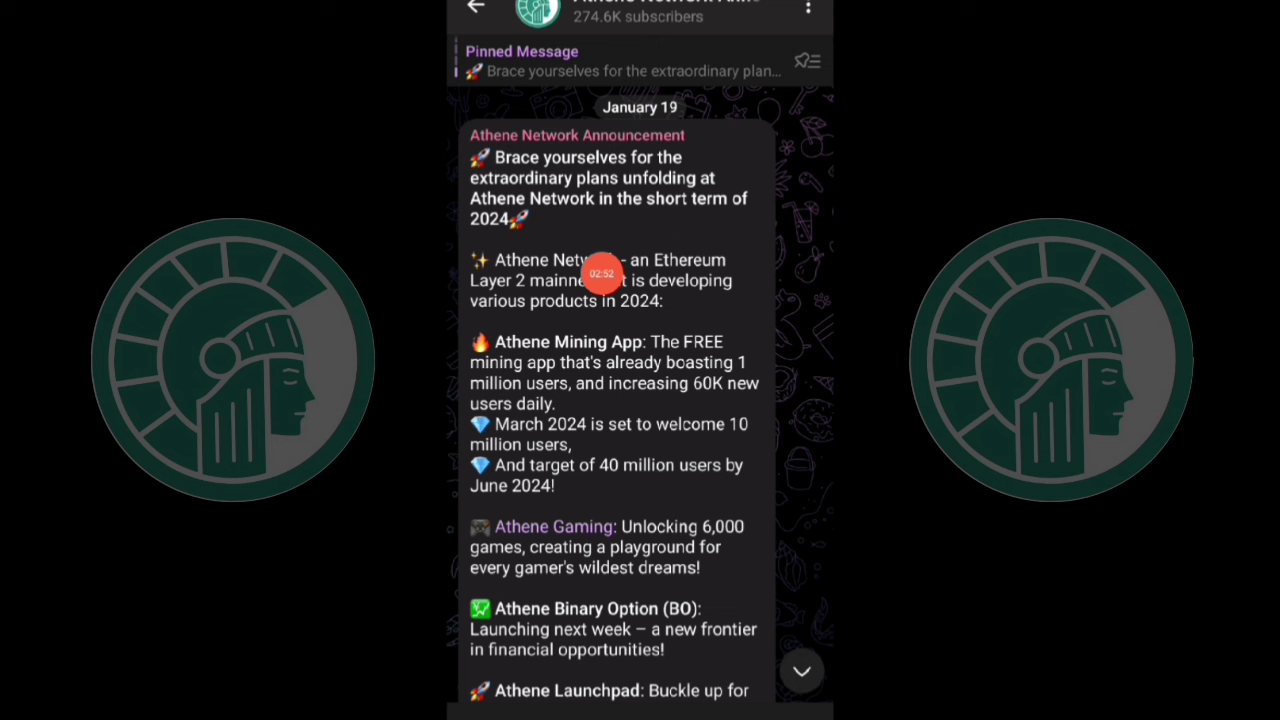 274.6K subscribers
Pinned Message
🚀 Brace yourselves for the extraordinary plan...
January 19
Athene Network Announcement
🚀 Brace yourselves for the
extraordinary plans unfolding at
Athene Network in the short term of
2024🚀
✨ Athene - an Ethereum
02:52
Layer 2 is developing
various products in 2024:
🔥 Athene Mining App: The FREE
mining app that's already boasting 1
million users, and increasing 60K new
users daily.
💎 March 2024 is set to welcome 10
million users,
💎 And target of 40 million users by
June 2024!
🎮 Athene Gaming: Unlocking 6,000
games, creating a playground for
every gamer's wildest dreams!
💹 Athene Binary Option (BO):
Launching next week – a new frontier
in financial opportunities!
🚀 Athene Launchpad: Buckle up for